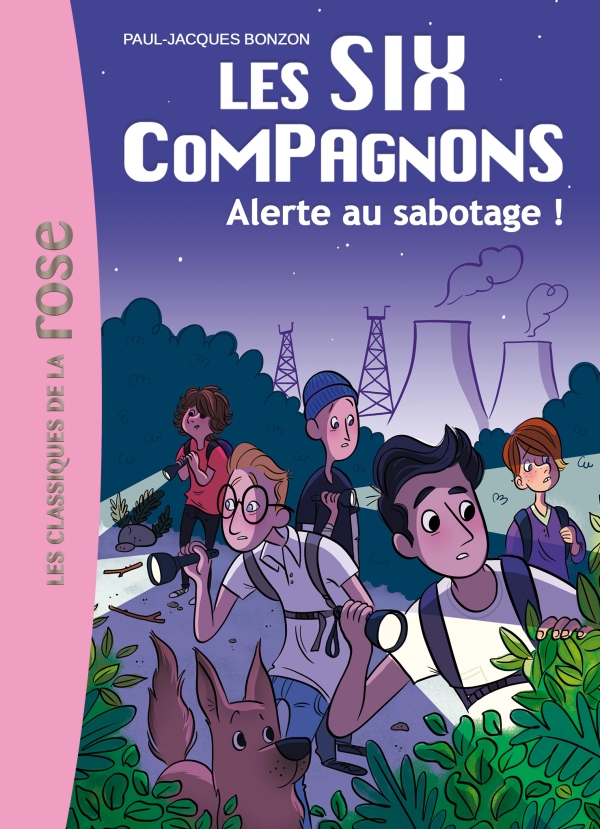 PAUL-JACQUES BONZON
LES SIX
COMPAGNONS
Alerte au sabotage !
LES CLASSIQUES DE LA rose